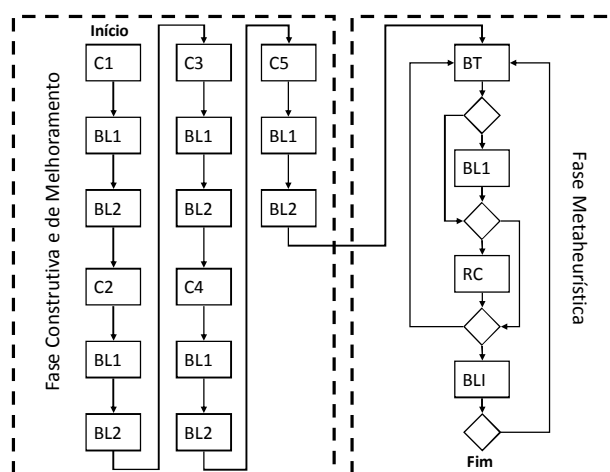 Fase Construtiva e de Melhoramento
Início
C1
BL1
BL2
C2
BL1
BL2
C3
BL1
BL2
C4
BL1
BL2
C5
BL1
BL2
BT
BL1
RC
BLI
Fim
Fase Metaheurística